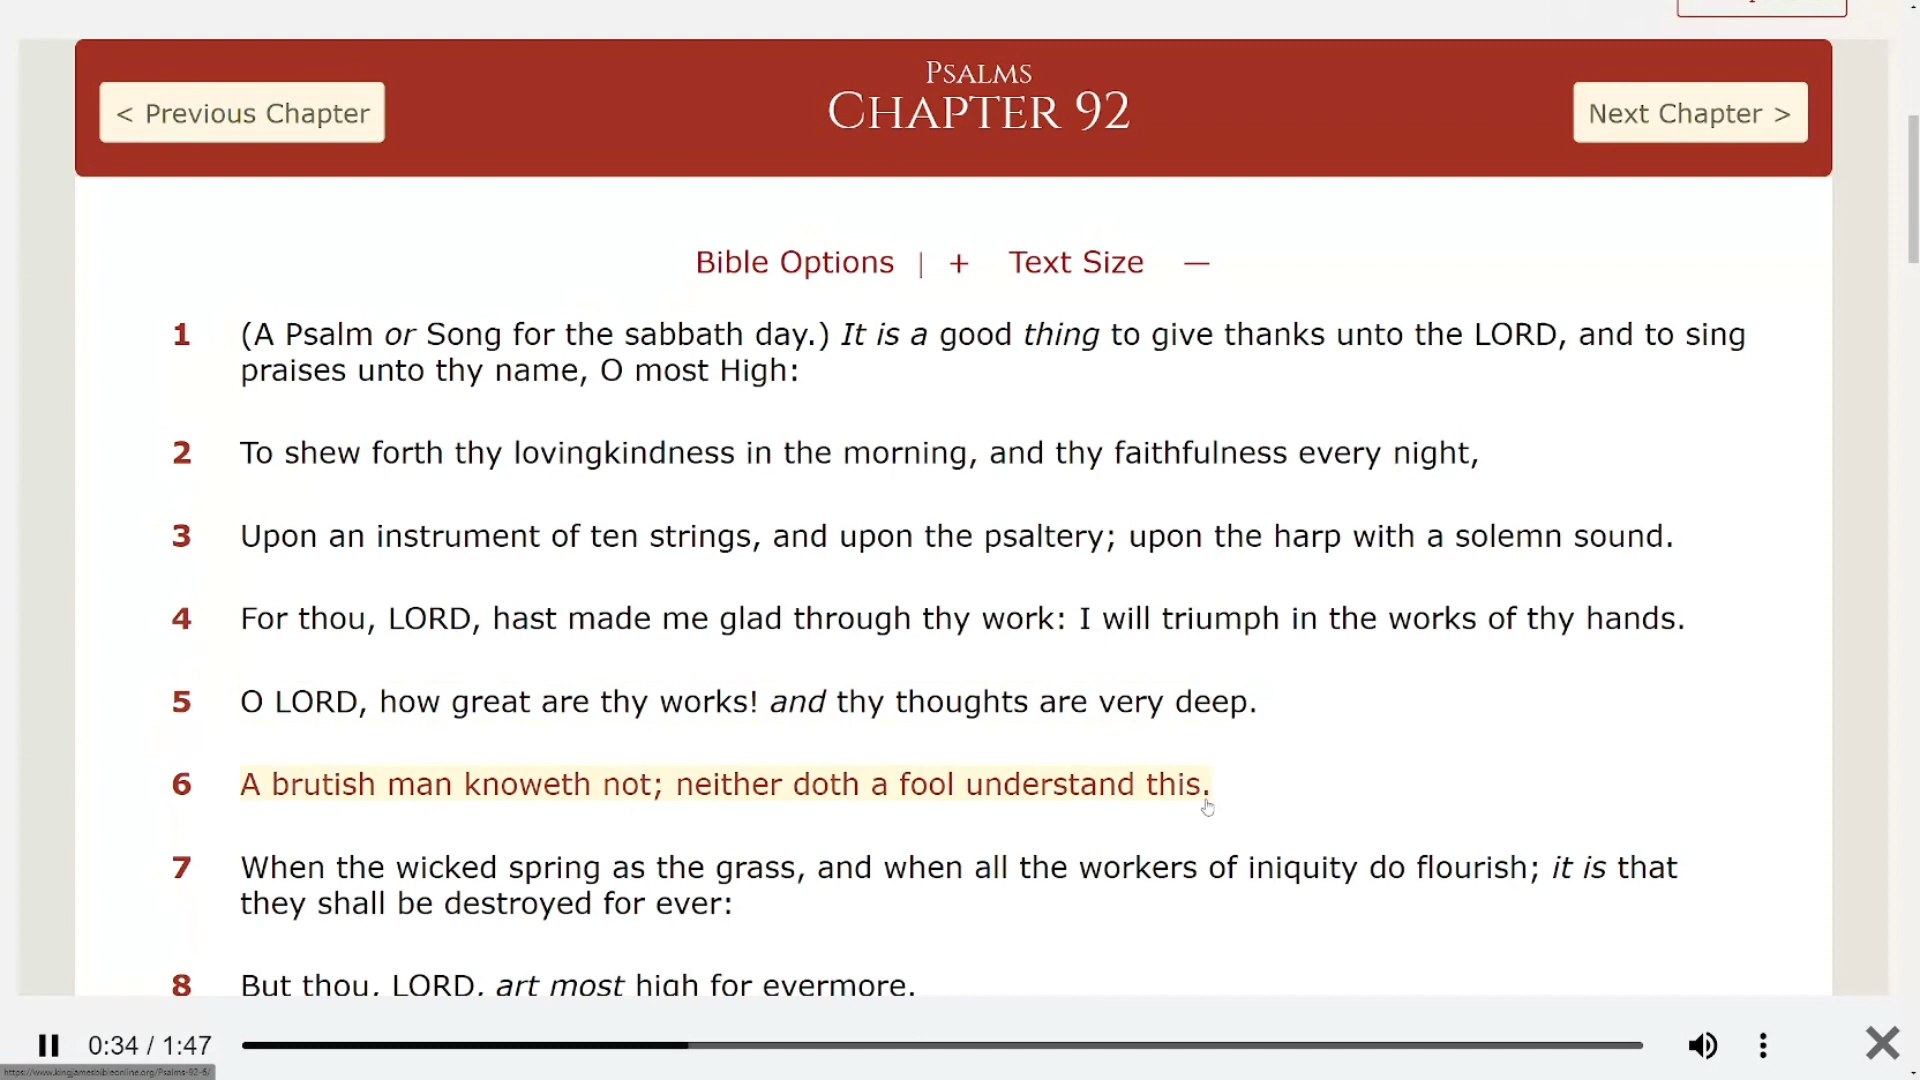 PSALMS
CHAPTER 92
< Previous Chapter
Next Chapter >
Bible Options | + Text Size —
1 (A Psalm or Song for the sabbath day.) It is a good thing to give thanks unto the LORD, and to sing
praises unto thy name, O most High:
2 To shew forth thy lovingkindness in the morning, and thy faithfulness every night,
3 Upon an instrument of ten strings, and upon the psaltery; upon the harp with a solemn sound.
4 For thou, LORD, hast made me glad through thy work: I will triumph in the works of thy hands.
5 O LORD, how great are thy works! and thy thoughts are very deep.
6 A brutish man knoweth not; neither doth a fool understand this.
7 When the wicked spring as the grass, and when all the workers of iniquity do flourish; it is that
they shall be destroyed for ever:
8 But thou, LORD, art most high for evermore.
0:34 / 1:47
https://www.kingjamesbibleonline.org/Psalms-92-6/